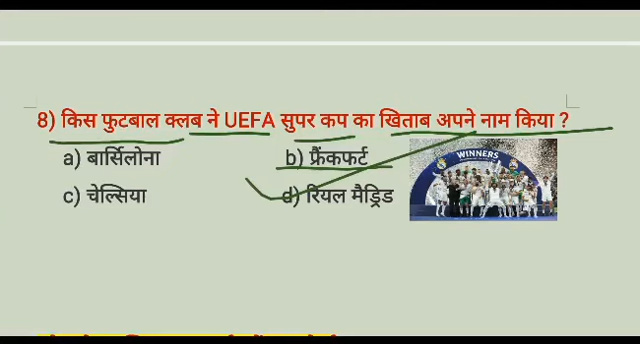 8) किस फुटबाल क्लब ने UEFA सुपर कप का खिताब अपने नाम किया ?
a) बार्सिलोना b) फ्रैंकफर्ट
c) चेल्सिया d) रियल मैड्रिड
WINNERS